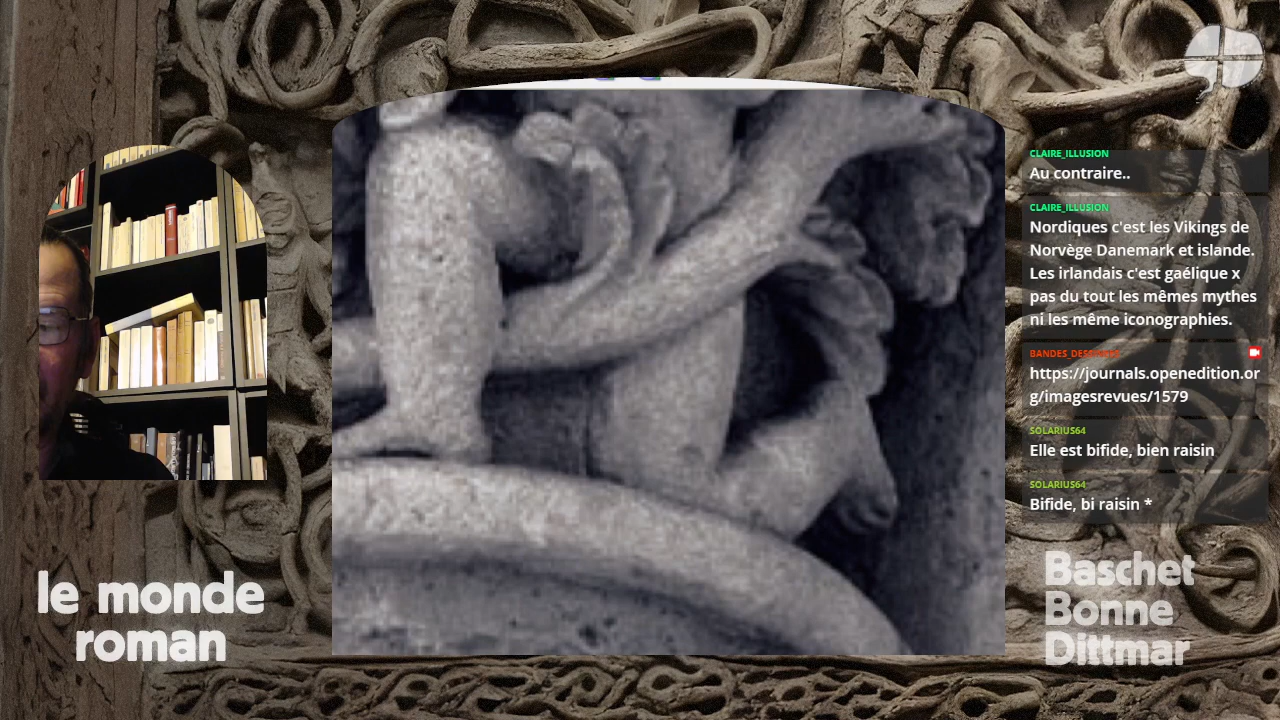 CLAIRE_ILLUSION
Au contraire..
CLAIRE_ILLUSION
Nordiques c'est les Vikings de
Norvège Danemark et islande.
Les irlandais c'est gaélique x
pas du tout les mêmes mythes
ni les même iconographies.
https://journals.openedition.or
g/imagesrevues/1579
SOLARIUS64
Elle est bifide, bien raisin
SOLARIUS64
Bifide, bi raisin *
le monde
roman
Baschet
Bonne
Dittmar